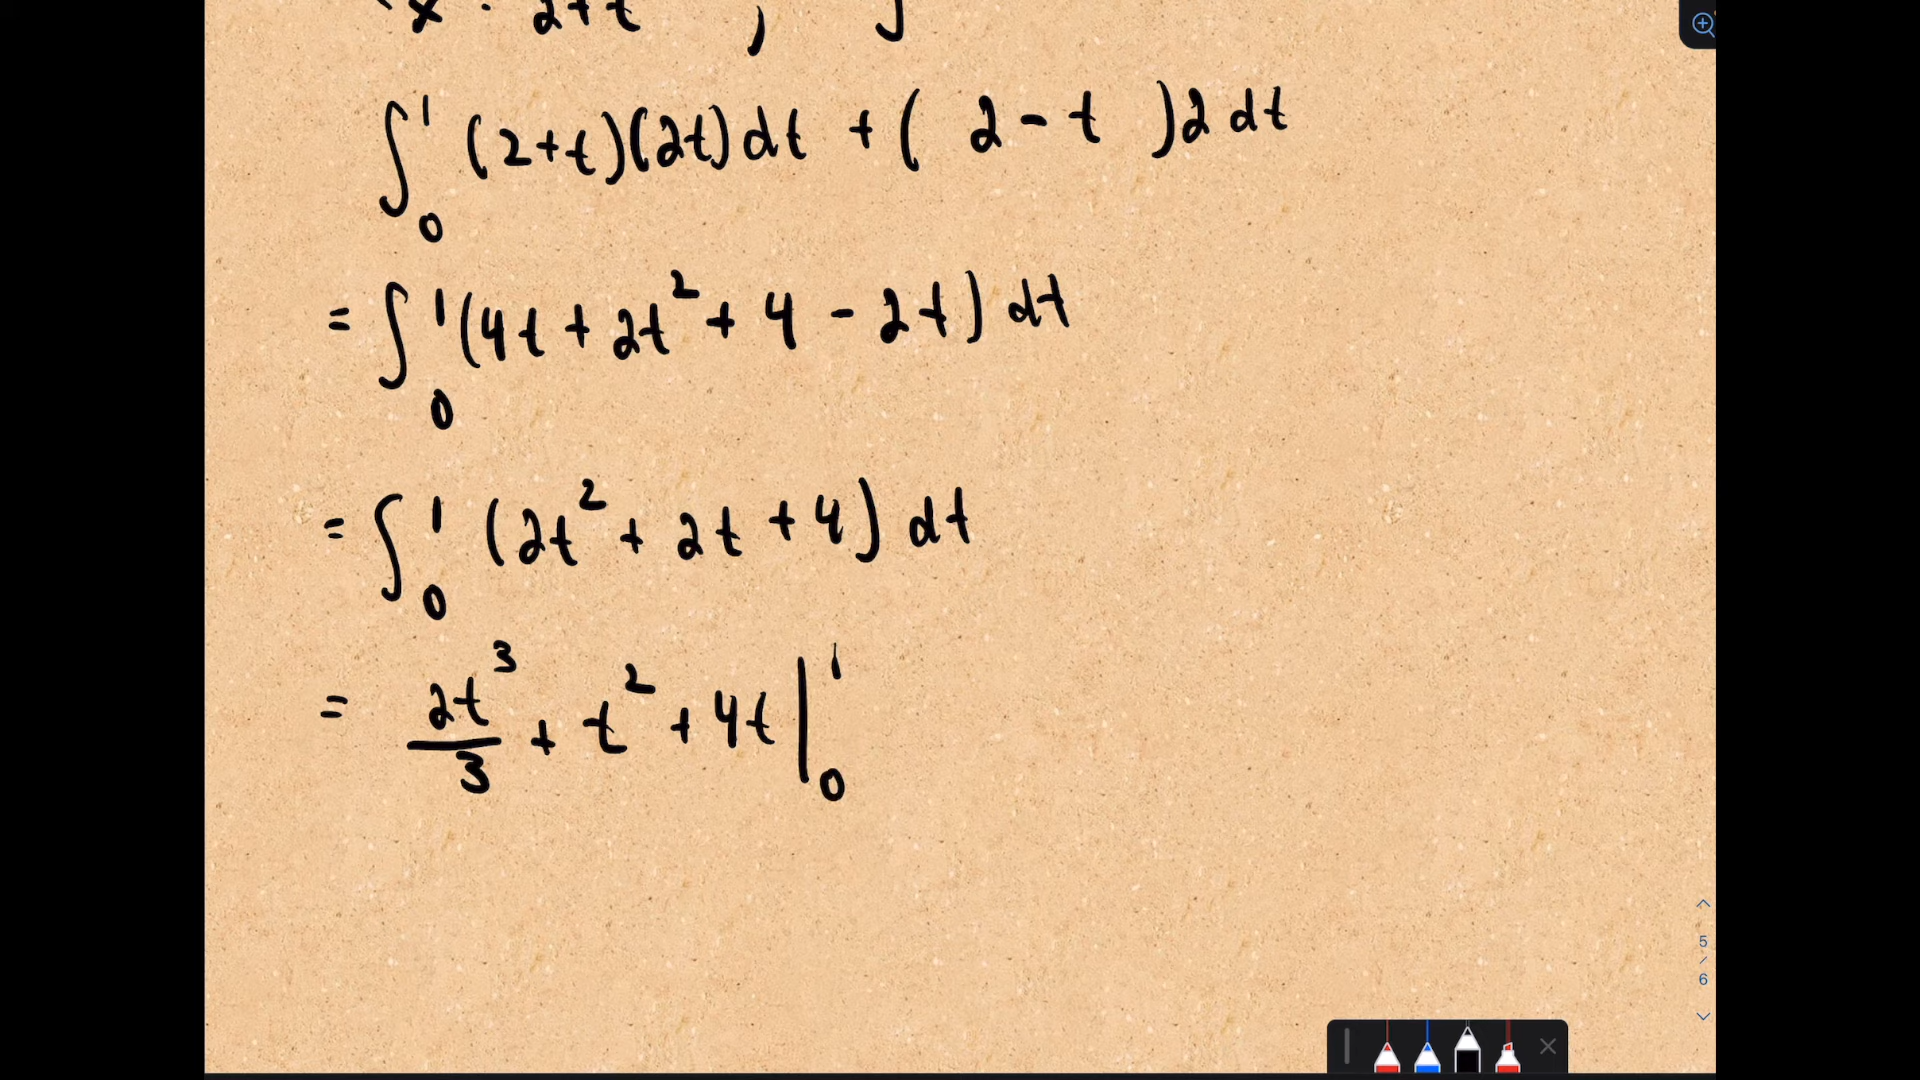 x = 2+t ,
∫₀¹ (2+t)(2t)dt + ( 2 - t )2 dt
= ∫₀¹ (4t + 2t² + 4 - 2t) dt
= ∫₀¹ (2t² + 2t + 4) dt
= 2t³/3 + t² + 4t |₀¹
5
/
6